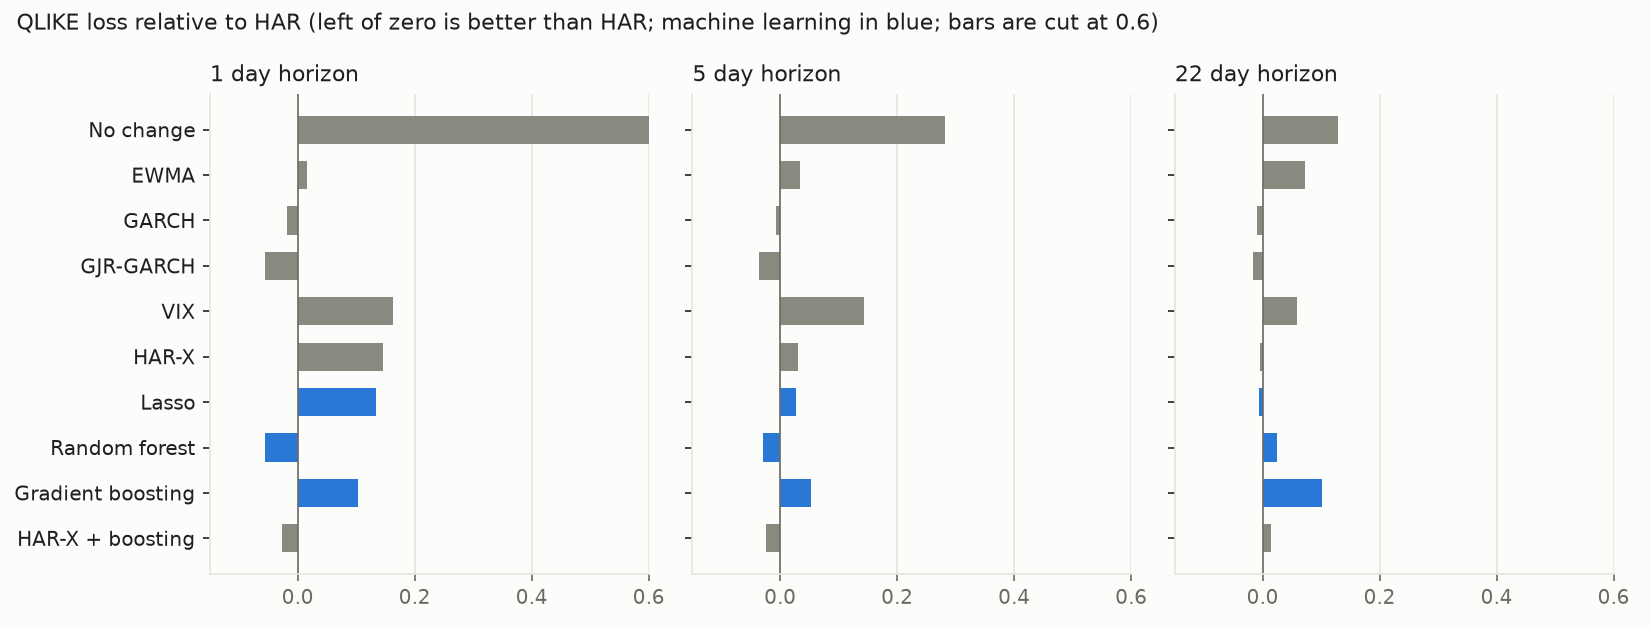 QLIKE loss relative to HAR (left of zero is better than HAR; machine learning in blue; bars are cut at 0.6)
1 day horizon
5 day horizon
22 day horizon
No change
EWMA
GARCH
GJR-GARCH
VIX
HAR-X
Lasso
Random forest
Gradient boosting
HAR-X + boosting
0.0 0.2 0.4 0.6
0.0 0.2 0.4 0.6
0.0 0.2 0.4 0.6